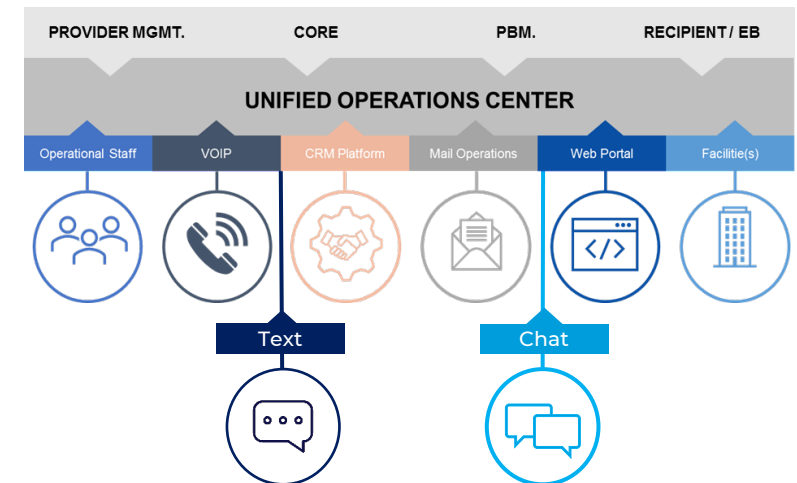 PROVIDER MGMT.
CORE
PBM.
RECIPIENT / EB
UNIFIED OPERATIONS CENTER
Operational Staff
VOIP
CRM Platform
Mail Operations
Web Portal
Facilitie(s)
</>
Text
Chat